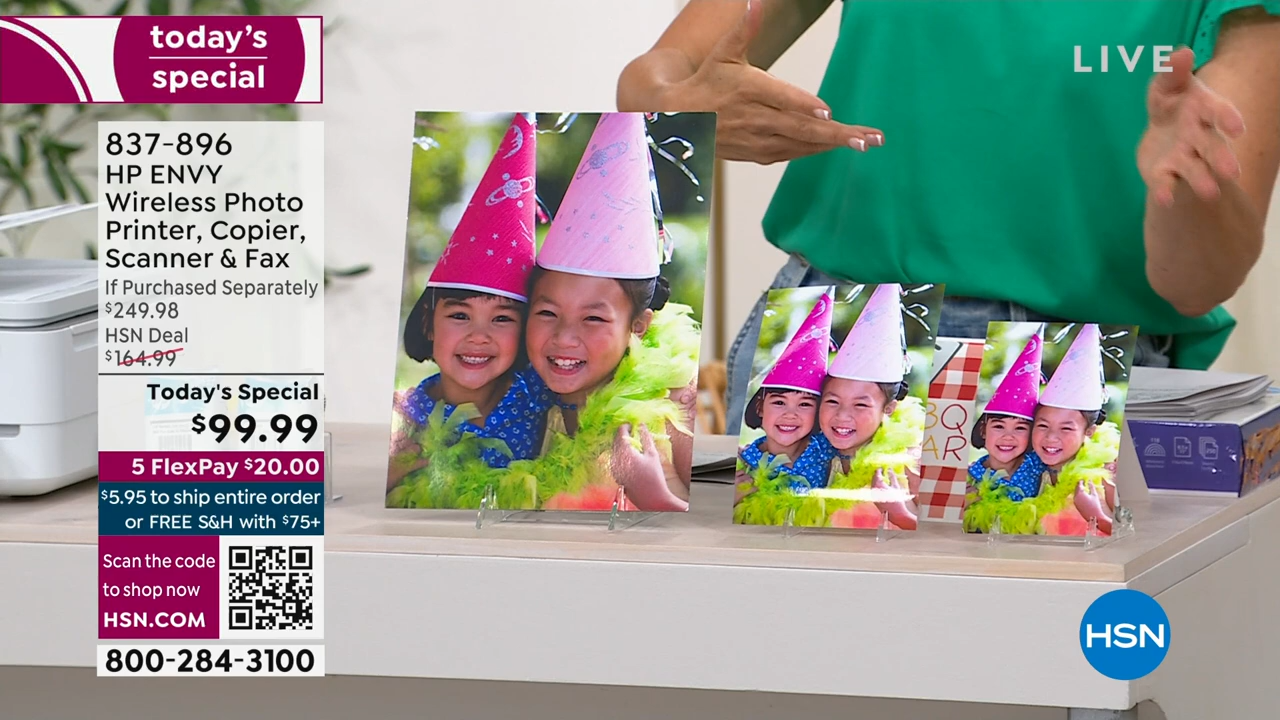 today's
special
LIVE
837-896
HP ENVY
Wireless Photo
Printer, Copier,
Scanner & Fax
If Purchased Separately
$249.98
HSN Deal
$164.99
Today's Special
$99.99
5 FlexPay $20.00
$5.95 to ship entire order
or FREE S&H with $75+
Scan the code
to shop now
HSN.COM
800-284-3100
HSN